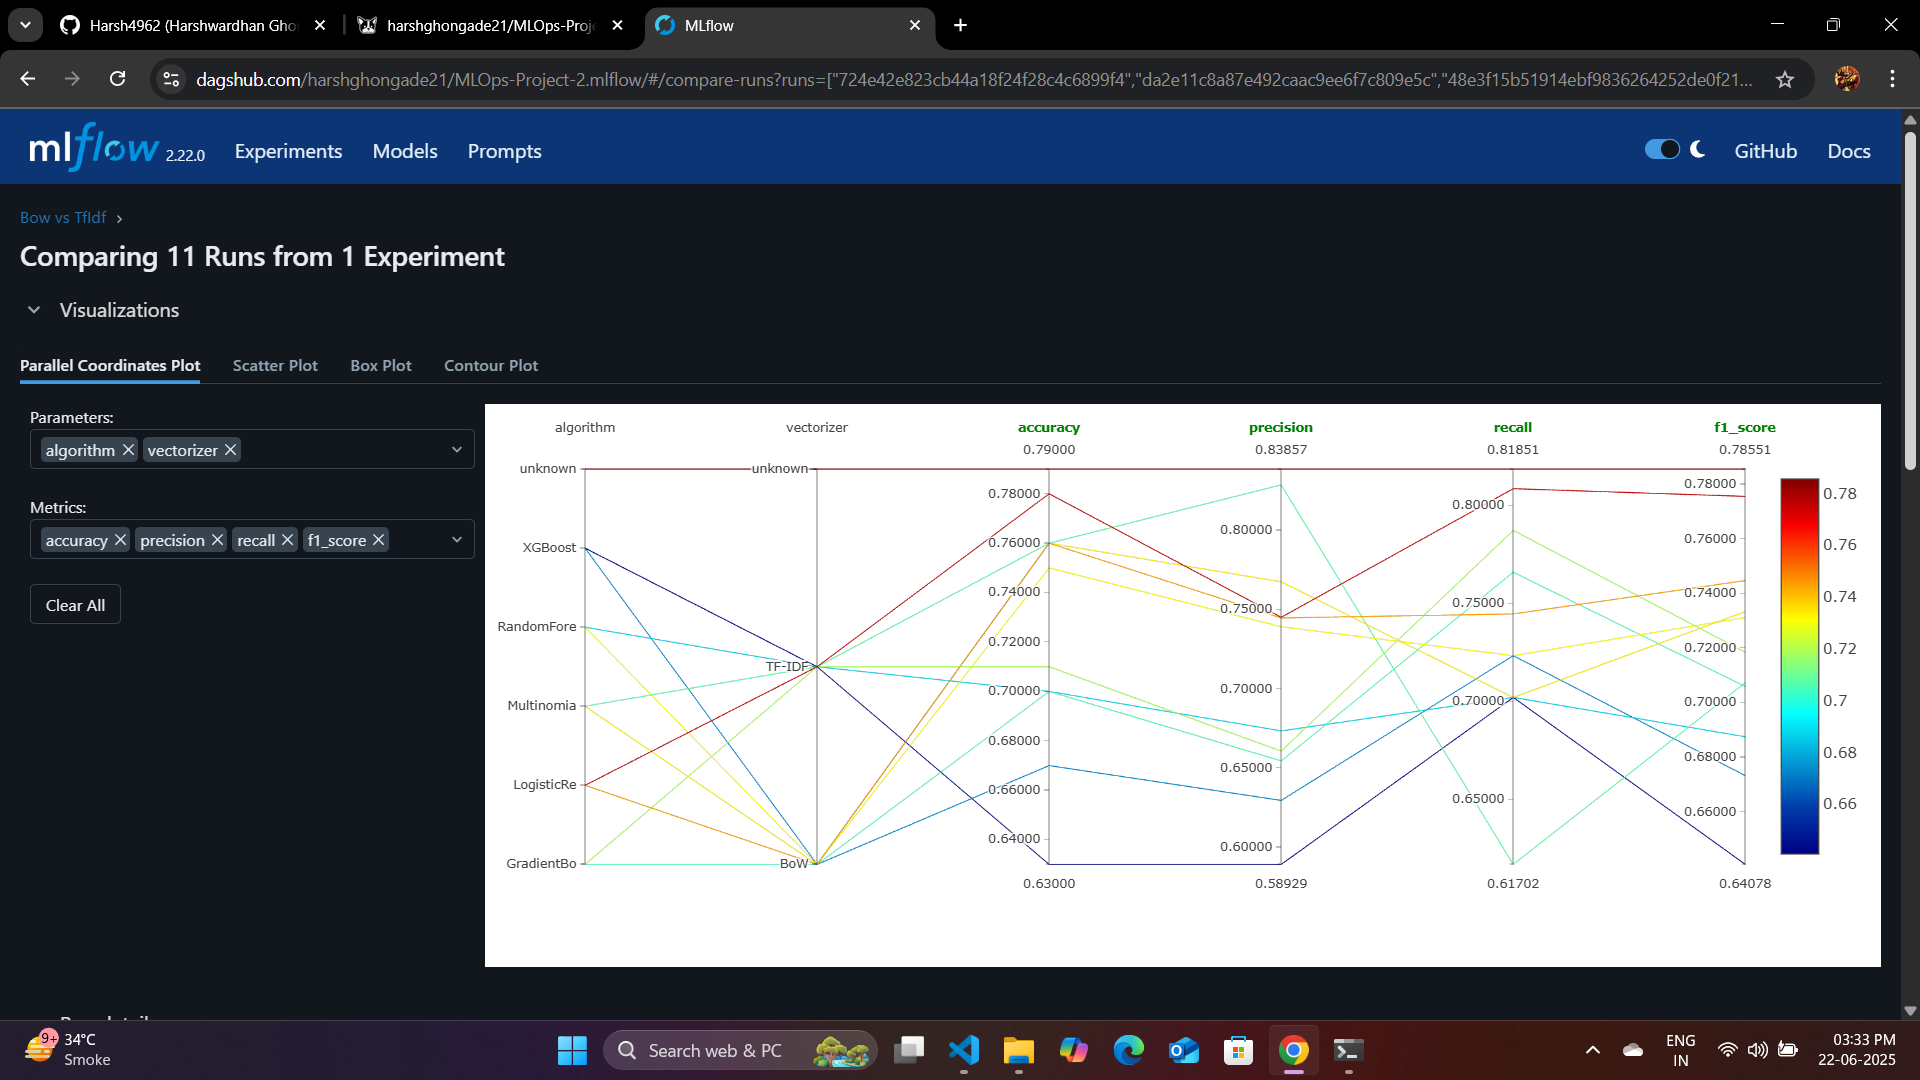 Harsh4962 (Harshwardhan Gho
harshghongade21/MLOps-Proje
MLflow
dagshub.com/harshghongade21/MLOps-Project-2.mlflow/#/compare-runs?runs=["724e42e823cb44a18f24f28c4c6899f4","da2e11c8a87e492caac9ee6f7c809e5c","48e3f15b51914ebf9836264252de0f21...
mlflow 2.22.0 Experiments Models Prompts GitHub Docs
Bow vs TfIdf
Comparing 11 Runs from 1 Experiment
Visualizations
Parallel Coordinates Plot Scatter Plot Box Plot Contour Plot
Parameters:
algorithm vectorizer
Metrics:
accuracy precision recall f1_score
Clear All
algorithm vectorizer accuracy precision recall f1_score
0.79000 0.83857 0.81851 0.78551
unknown
XGBoost
RandomFore
Multinomia
LogisticRe
GradientBo
unknown
TF-IDF
BoW
0.78000
0.76000
0.74000
0.72000
0.70000
0.68000
0.66000
0.64000
0.80000
0.75000
0.70000
0.65000
0.60000
0.80000
0.75000
0.70000
0.65000
0.78000
0.76000
0.74000
0.72000
0.70000
0.68000
0.66000
0.63000 0.58929 0.61702 0.64078
0.78
0.76
0.74
0.72
0.7
0.68
0.66
9+
34°C
Smoke
Search web & PC
ENG
IN
03:33 PM
22-06-2025